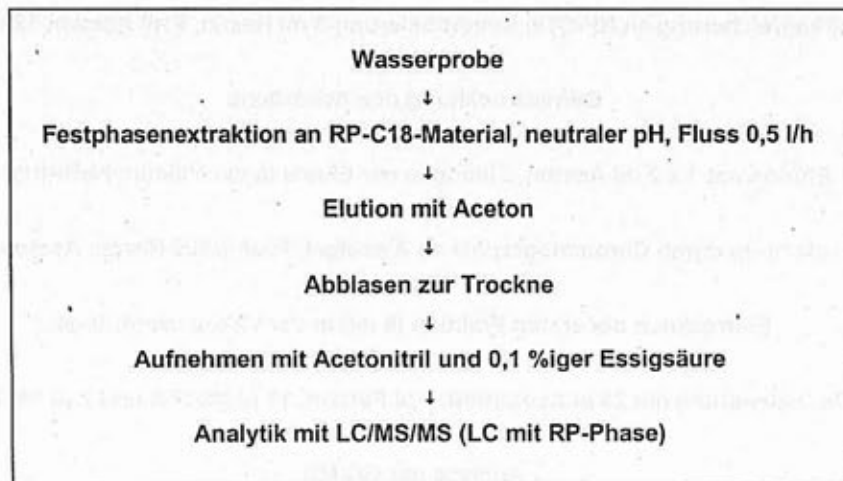 Wasserprobe
↓
Festphasenextraktion an RP-C18-Material, neutraler pH, Fluss 0,5 l/h
↓
Elution mit Aceton
↓
Abblasen zur Trockne
↓
Aufnehmen mit Acetonitril und 0,1 %iger Essigsäure
↓
Analytik mit LC/MS/MS (LC mit RP-Phase)